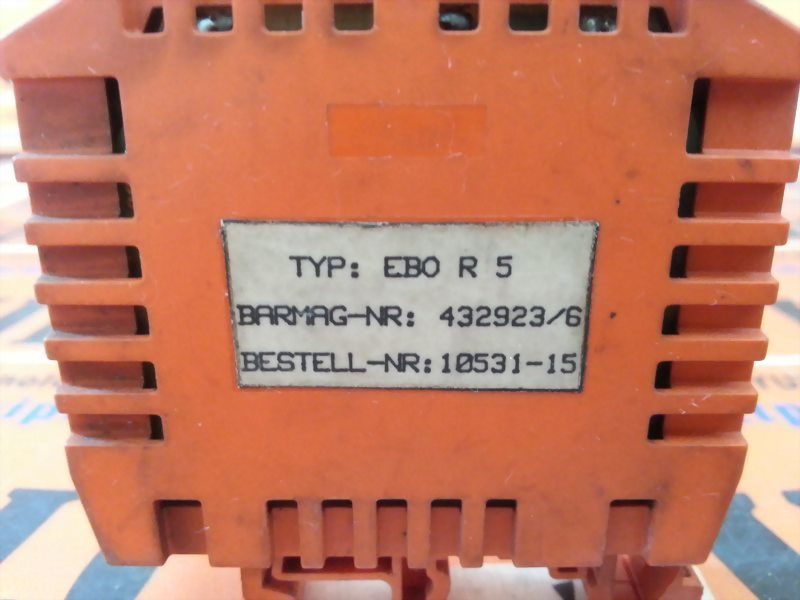 TYP: EBO R 5
BARMAG-NR: 432923/6
BESTELL-NR:10531-15